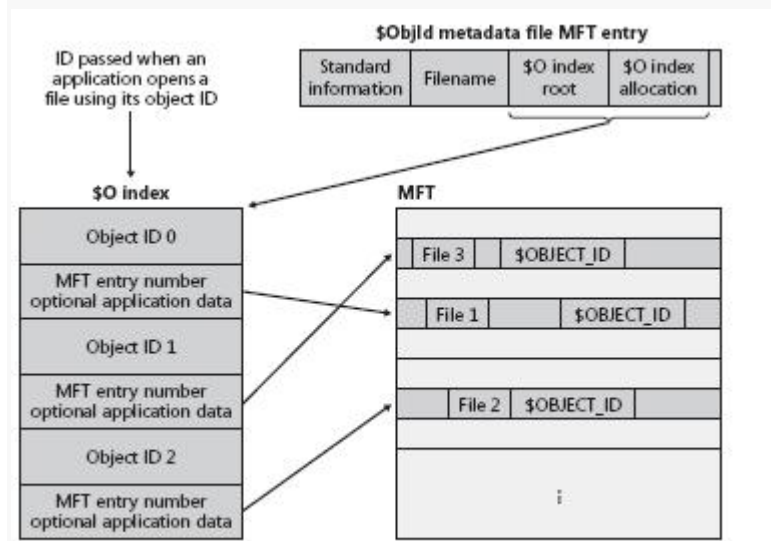 $ObjId metadata file MFT entry
ID passed when an
application opens a
file using its object ID
Standard
information
Filename
$O index
root
$O index
allocation
$O index
MFT
Object ID 0
MFT entry number
optional application data
Object ID 1
MFT entry number
optional application data
Object ID 2
MFT entry number
optional application data
File 3
$OBJECT_ID
File 1
$OBJECT_ID
File 2
$OBJECT_ID
⋮